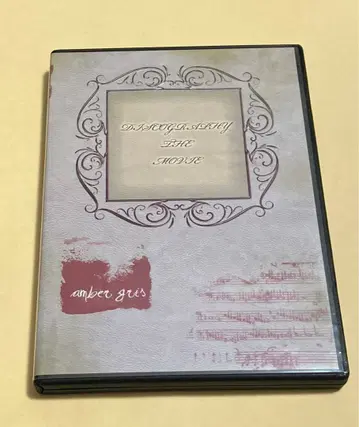 DISCOGRAPHY
THE
MOVIE
amber gris